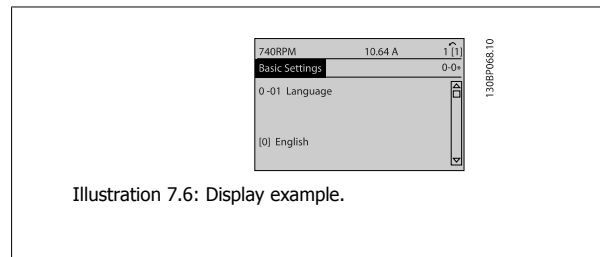 740RPM 10.64 A 1 [1]
Basic Settings 0-0*
0 -01 Language
[0] English
130BP068.10
Illustration 7.6: Display example.